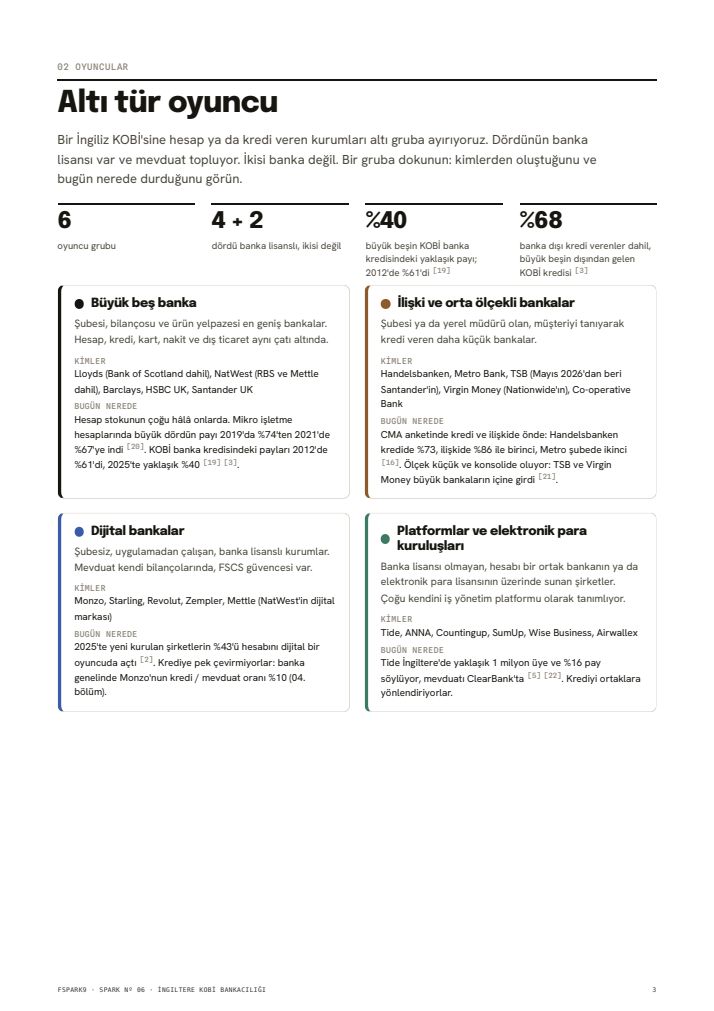 02 OYUNCULAR
Altı tür oyuncu
Bir İngiliz KOBİ'sine hesap ya da kredi veren kurumları altı gruba ayırıyoruz. Dördünün banka
lisansı var ve mevduat topluyor. İkisi banka değil. Bir gruba dokunun: kimlerden oluştuğunu ve
bugün nerede durduğunu görün.
6
oyuncu grubu
4 + 2
dördü banka lisanslı, ikisi değil
%40
büyük beşin KOBİ banka
kredisindeki yaklaşık payı;
2012'de %61'di [19]
%68
banka dışı kredi verenler dahil,
büyük beşin dışından gelen
KOBİ kredisi [3]
Büyük beş banka
Şubesi, bilançosu ve ürün yelpazesi en geniş bankalar.
Hesap, kredi, kart, nakit ve dış ticaret aynı çatı altında.
KİMLER
Lloyds (Bank of Scotland dahil), NatWest (RBS ve Mettle
dahil), Barclays, HSBC UK, Santander UK
BUGÜN NEREDE
Hesap stokunun çoğu hâlâ onlarda. Mikro işletme
hesaplarında büyük dördün payı 2019'da %74'ten 2021'de
%67'ye indi [20]. KOBİ banka kredisindeki payları 2012'de
%61'di, 2025'te yaklaşık %40 [19] [3].
İlişki ve orta ölçekli bankalar
Şubesi ya da yerel müdürü olan, müşteriyi tanıyarak
kredi veren daha küçük bankalar.
KİMLER
Handelsbanken, Metro Bank, TSB (Mayıs 2026'dan beri
Santander'in), Virgin Money (Nationwide'ın), Co-operative
Bank
BUGÜN NEREDE
CMA anketinde kredi ve ilişkide önde: Handelsbanken
kredide %73, ilişkide %86 ile birinci, Metro şubede ikinci
[16]. Ölçek küçük ve konsolide oluyor: TSB ve Virgin
Money büyük bankaların içine girdi [21].
Dijital bankalar
Şubesiz, uygulamadan çalışan, banka lisanslı kurumlar.
Mevduat kendi bilançolarında, FSCS güvencesi var.
KİMLER
Monzo, Starling, Revolut, Zempler, Mettle (NatWest'in dijital
markası)
BUGÜN NEREDE
2025'te yeni kurulan şirketlerin %43'ü hesabını dijital bir
oyuncuda açtı [2]. Krediye pek çevirmiyorlar: banka
genelinde Monzo'nun kredi / mevduat oranı %10 (04.
bölüm).
Platformlar ve elektronik para
kuruluşları
Banka lisansı olmayan, hesabı bir ortak bankanın ya da
elektronik para lisansının üzerinde sunan şirketler.
Çoğu kendini iş yönetim platformu olarak tanımlıyor.
KİMLER
Tide, ANNA, Countingup, SumUp, Wise Business, Airwallex
BUGÜN NEREDE
Tide İngiltere'de yaklaşık 1 milyon üye ve %16 pay
söylüyor, mevduatı ClearBank'ta [5] [22]. Krediyi ortaklara
yönlendiriyorlar.
FSPARK9 · SPARK Nº 06 · İNGİLTERE KOBİ BANKACILIĞI
3